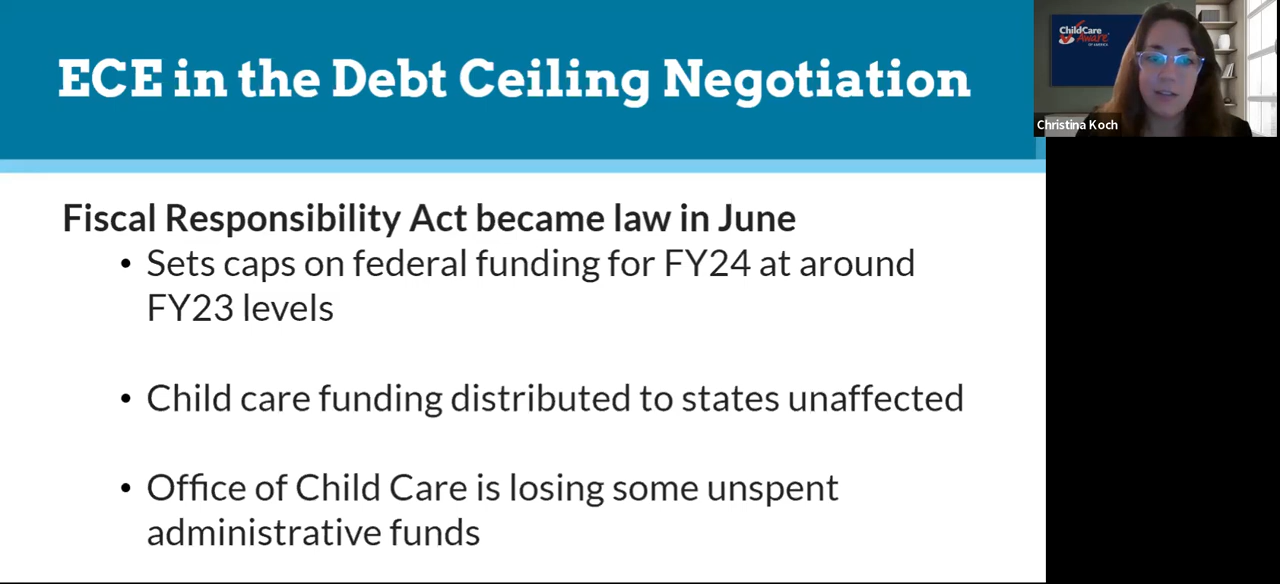 ECE in the Debt Ceiling Negotiation
ChildCare
Aware
OF AMERICA
Christina Koch
Fiscal Responsibility Act became law in June
• Sets caps on federal funding for FY24 at around
FY23 levels
• Child care funding distributed to states unaffected
• Office of Child Care is losing some unspent
administrative funds